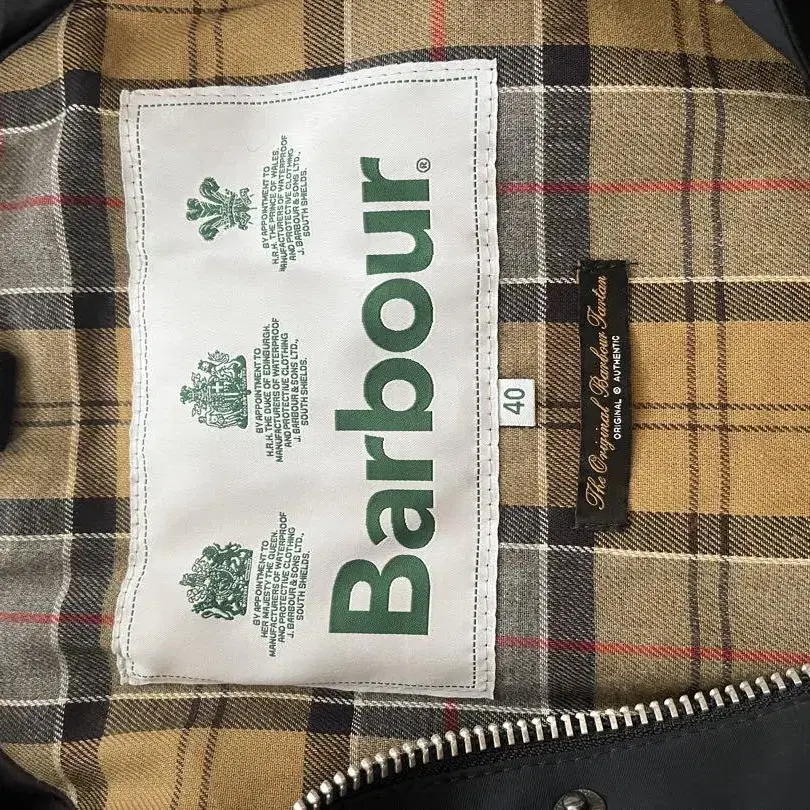 BY APPOINTMENT TO
HER MAJESTY THE QUEEN.
MANUFACTURERS OF WATERPROOF
AND PROTECTIVE CLOTHING
J. BARBOUR & SONS LTD.,
SOUTH SHIELDS.
BY APPOINTMENT TO
H.R.H. THE DUKE OF EDINBURGH.
MANUFACTURERS OF WATERPROOF
AND PROTECTIVE CLOTHING
J. BARBOUR & SONS LTD.,
SOUTH SHIELDS.
BY APPOINTMENT TO
H.R.H. THE PRINCE OF WALES.
MANUFACTURERS OF WATERPROOF
AND PROTECTIVE CLOTHING
J. BARBOUR & SONS LTD.,
SOUTH SHIELDS.
Barbour®
40
The Original Barbour Tartan
ORIGINAL © AUTHENTIC